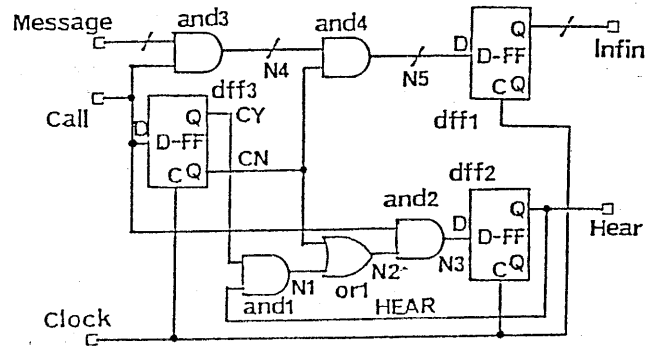 Message
and3
and4
Q
D
D-FF
C Q
Infin
N4
N5
Call
dff3
dff1
D
Q
CY
D-FF
C Q
CN
dff2
and2
D
Q
D-FF
C Q
Hear
N1
N2
N3
and1
or1
HEAR
Clock